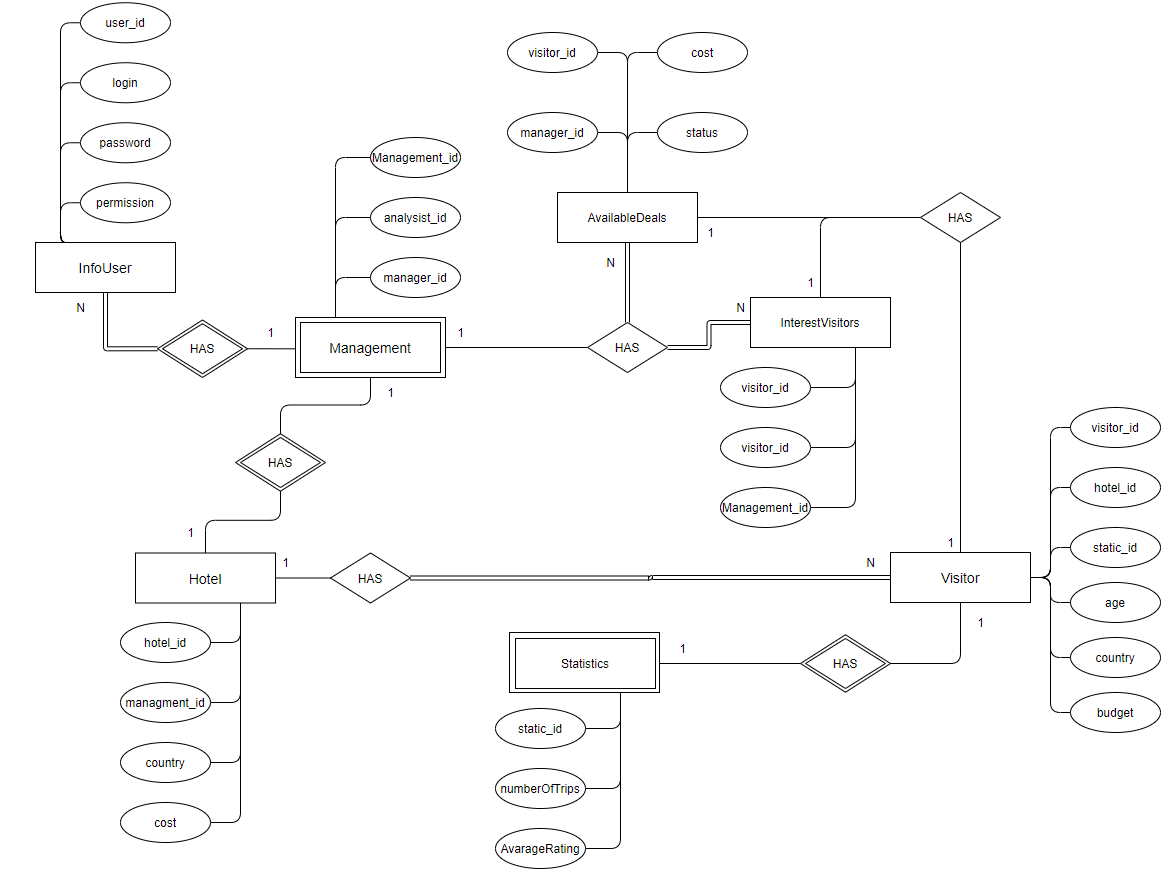 user_id
login
password
permission
InfoUser
N
HAS
1
Management_id
analysist_id
manager_id
Management
1
1
HAS
1
visitor_id
cost
manager_id
status
AvailableDeals
1
N
HAS
N
1
HAS
InterestVisitors
visitor_id
visitor_id
Management_id
Hotel
1
HAS
N
1
Visitor
1
visitor_id
hotel_id
static_id
age
country
budget
hotel_id
managment_id
country
cost
Statistics
1
HAS
static_id
numberOfTrips
AvarageRating